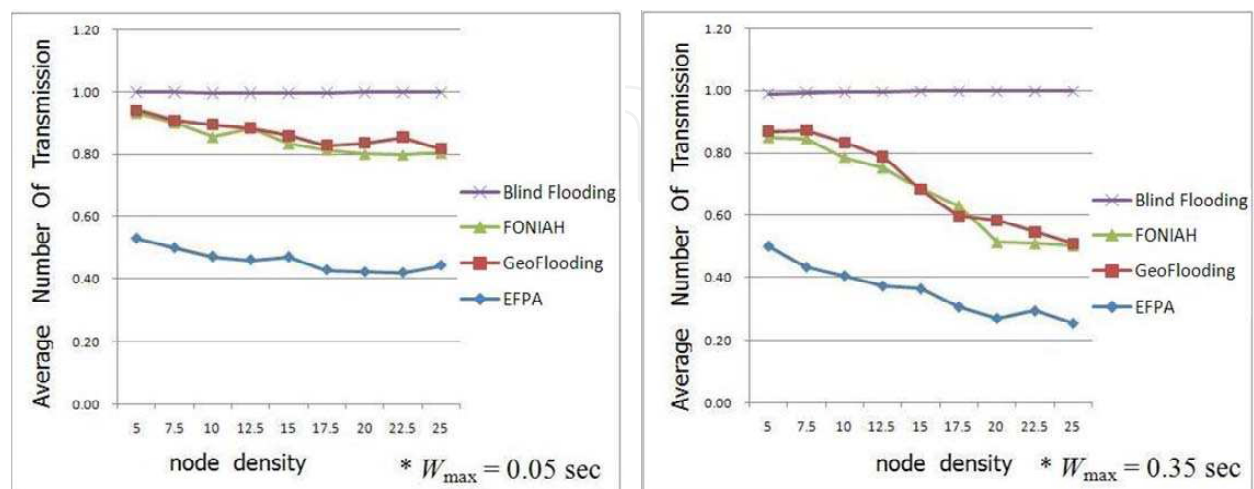 1.20
1.00
0.80
0.60
0.40
0.20
0.00
Average Number Of Transmission
5 7.5 10 12.5 15 17.5 20 22.5 25
node density
* Wmax = 0.05 sec
Blind Flooding
FONIAH
GeoFlooding
EFPA
1.20
1.00
0.80
0.60
0.40
0.20
0.00
Average Number Of Transmission
5 7.5 10 12.5 15 17.5 20 22.5 25
node density
* Wmax = 0.35 sec
Blind Flooding
FONIAH
GeoFlooding
EFPA